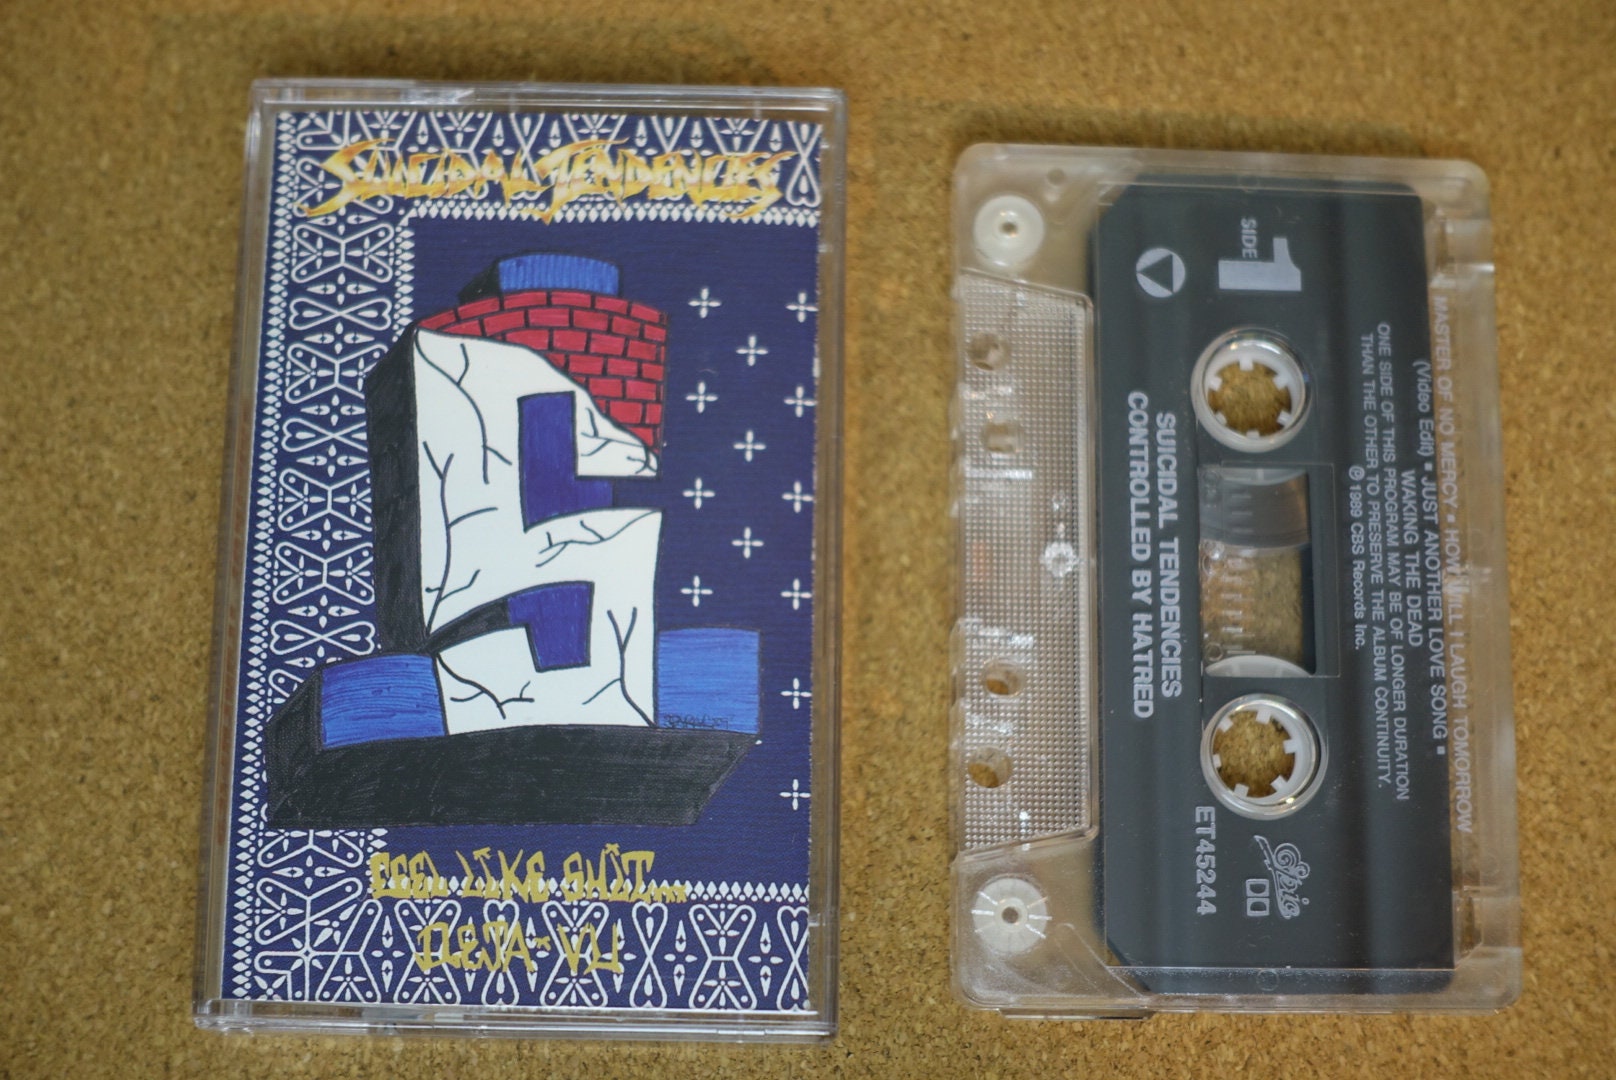 SUICIDAL TENDENCIES
FEEL LIKE SHIT...
DEJA-VU
SIDE 1
MASTER OF NO MERCY ▪ HOW WILL I LAUGH TOMORROW
(Video Edit) ▪ JUST ANOTHER LOVE SONG ▪
WAKING THE DEAD
ONE SIDE OF THIS PROGRAM MAY BE OF LONGER DURATION
THAN THE OTHER TO PRESERVE THE ALBUM CONTINUITY.
℗ 1989 CBS Records Inc.
SUICIDAL TENDENCIES
CONTROLLED BY HATRED
Epic
ET45244